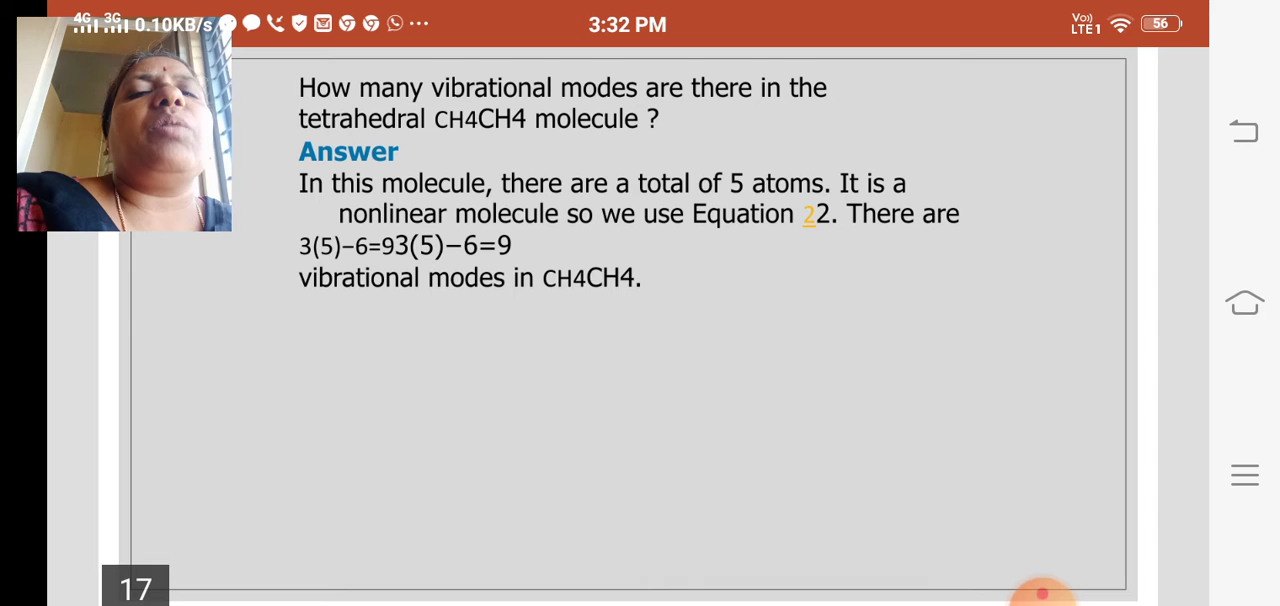 4G 3G 0.10KB/s ... 3:32 PM Vo)) LTE1 56
How many vibrational modes are there in the
tetrahedral CH4CH4 molecule ?
Answer
In this molecule, there are a total of 5 atoms. It is a
nonlinear molecule so we use Equation 22. There are
3(5)−6=93(5)−6=9
vibrational modes in CH4CH4.
17